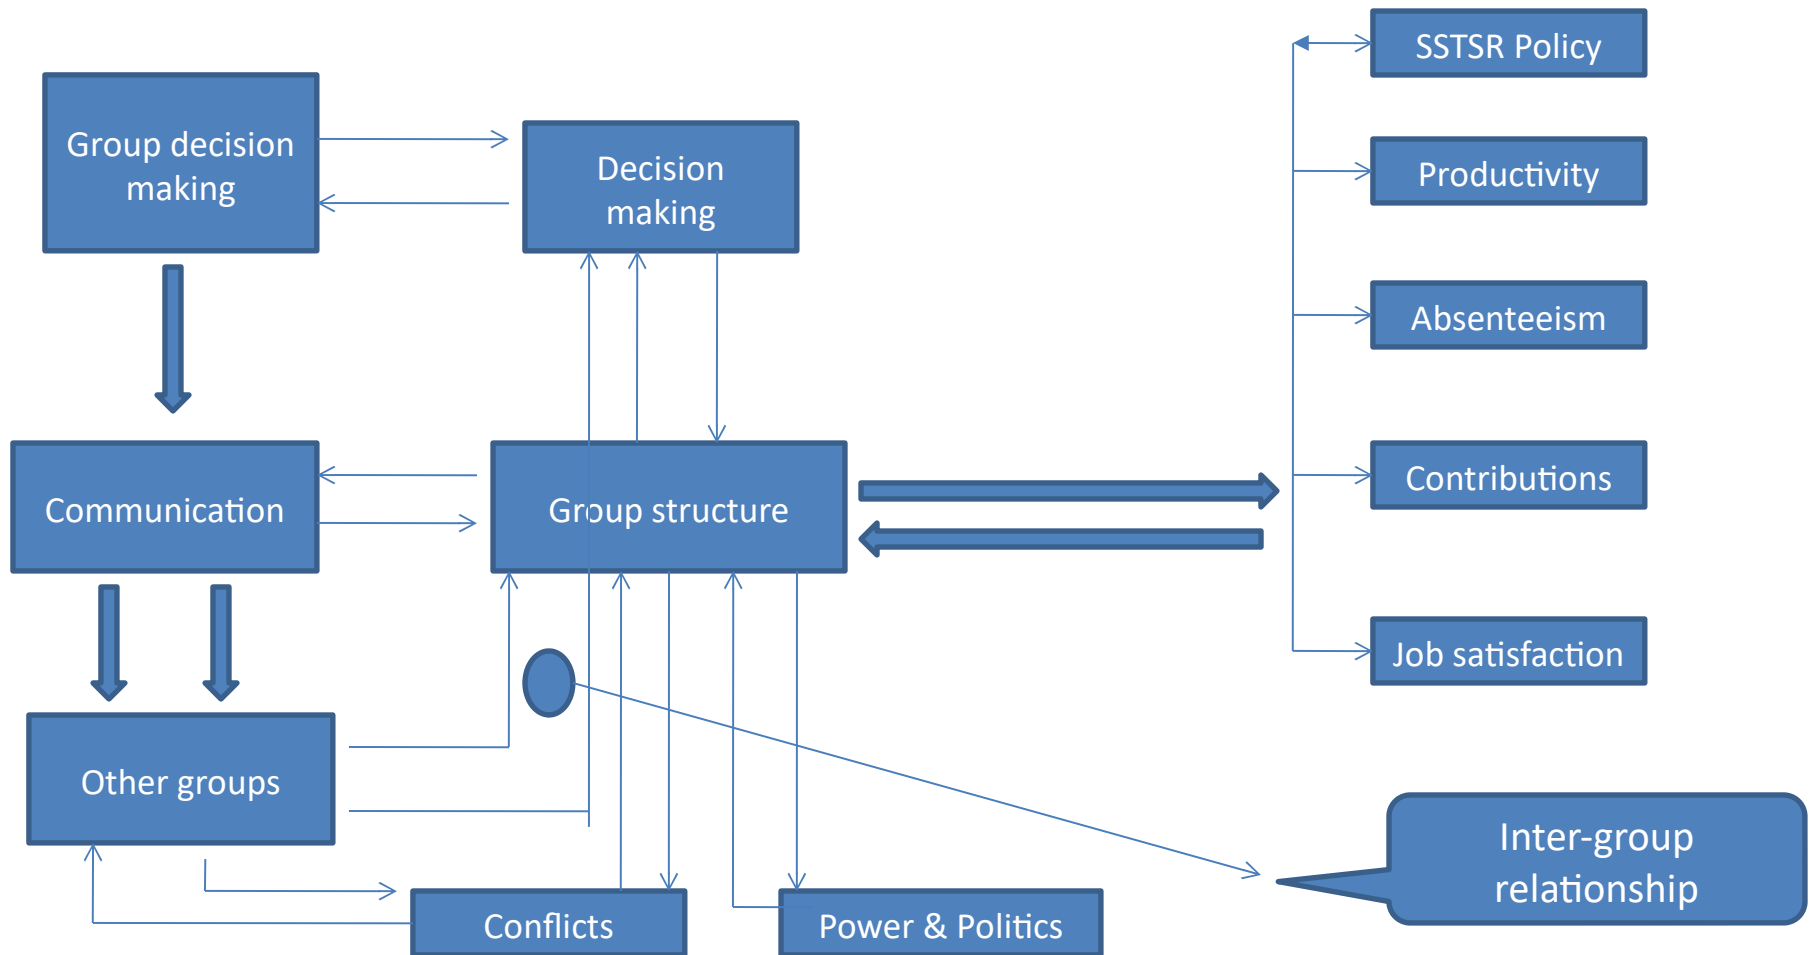 SSTSR Policy
Group decision
making
Decision
making
Productivity
Absenteeism
Communication
Group structure
Contributions
Job satisfaction
Other groups
Inter-group
relationship
Conflicts
Power & Politics